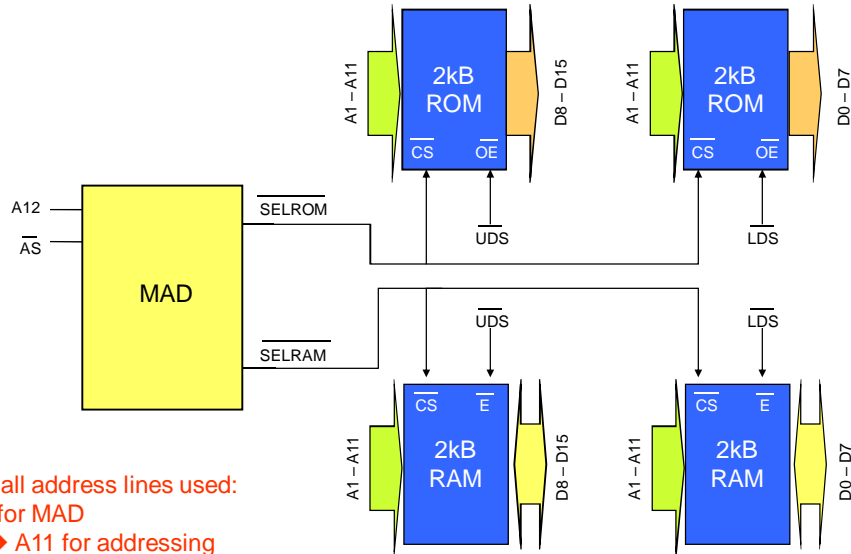 A1 – A11
2kB
ROM
CS OE
D8 – D15
A1 – A11
2kB
ROM
CS OE
D0 – D7
A12
AS
MAD
SELROM
UDS
LDS
SELRAM
UDS
LDS
A1 – A11
CS E
2kB
RAM
D8 – D15
A1 – A11
CS E
2kB
RAM
D0 – D7
all address lines used:
for MAD
A11 for addressing